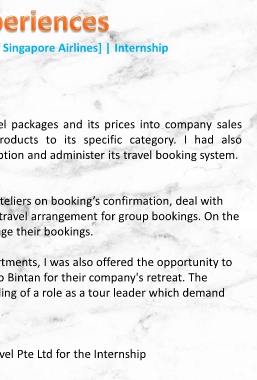 periences
Singapore Airlines] | Internship
el packages and its prices into company sales
roducts to its specific category. I had also
ption and administer its travel booking system.
teliers on booking's confirmation, deal with
travel arrangement for group bookings. On the
ge their bookings.
rtments, I was also offered the opportunity to
o Bintan for their company's retreat. The
ling of a role as a tour leader which demand
vel Pte Ltd for the Internship